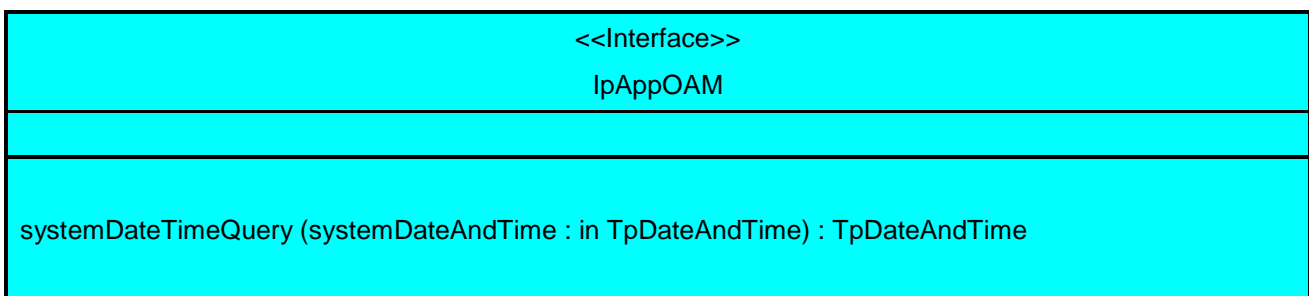 <<Interface>>
IpAppOAM
systemDateTimeQuery (systemDateAndTime : in TpDateAndTime) : TpDateAndTime